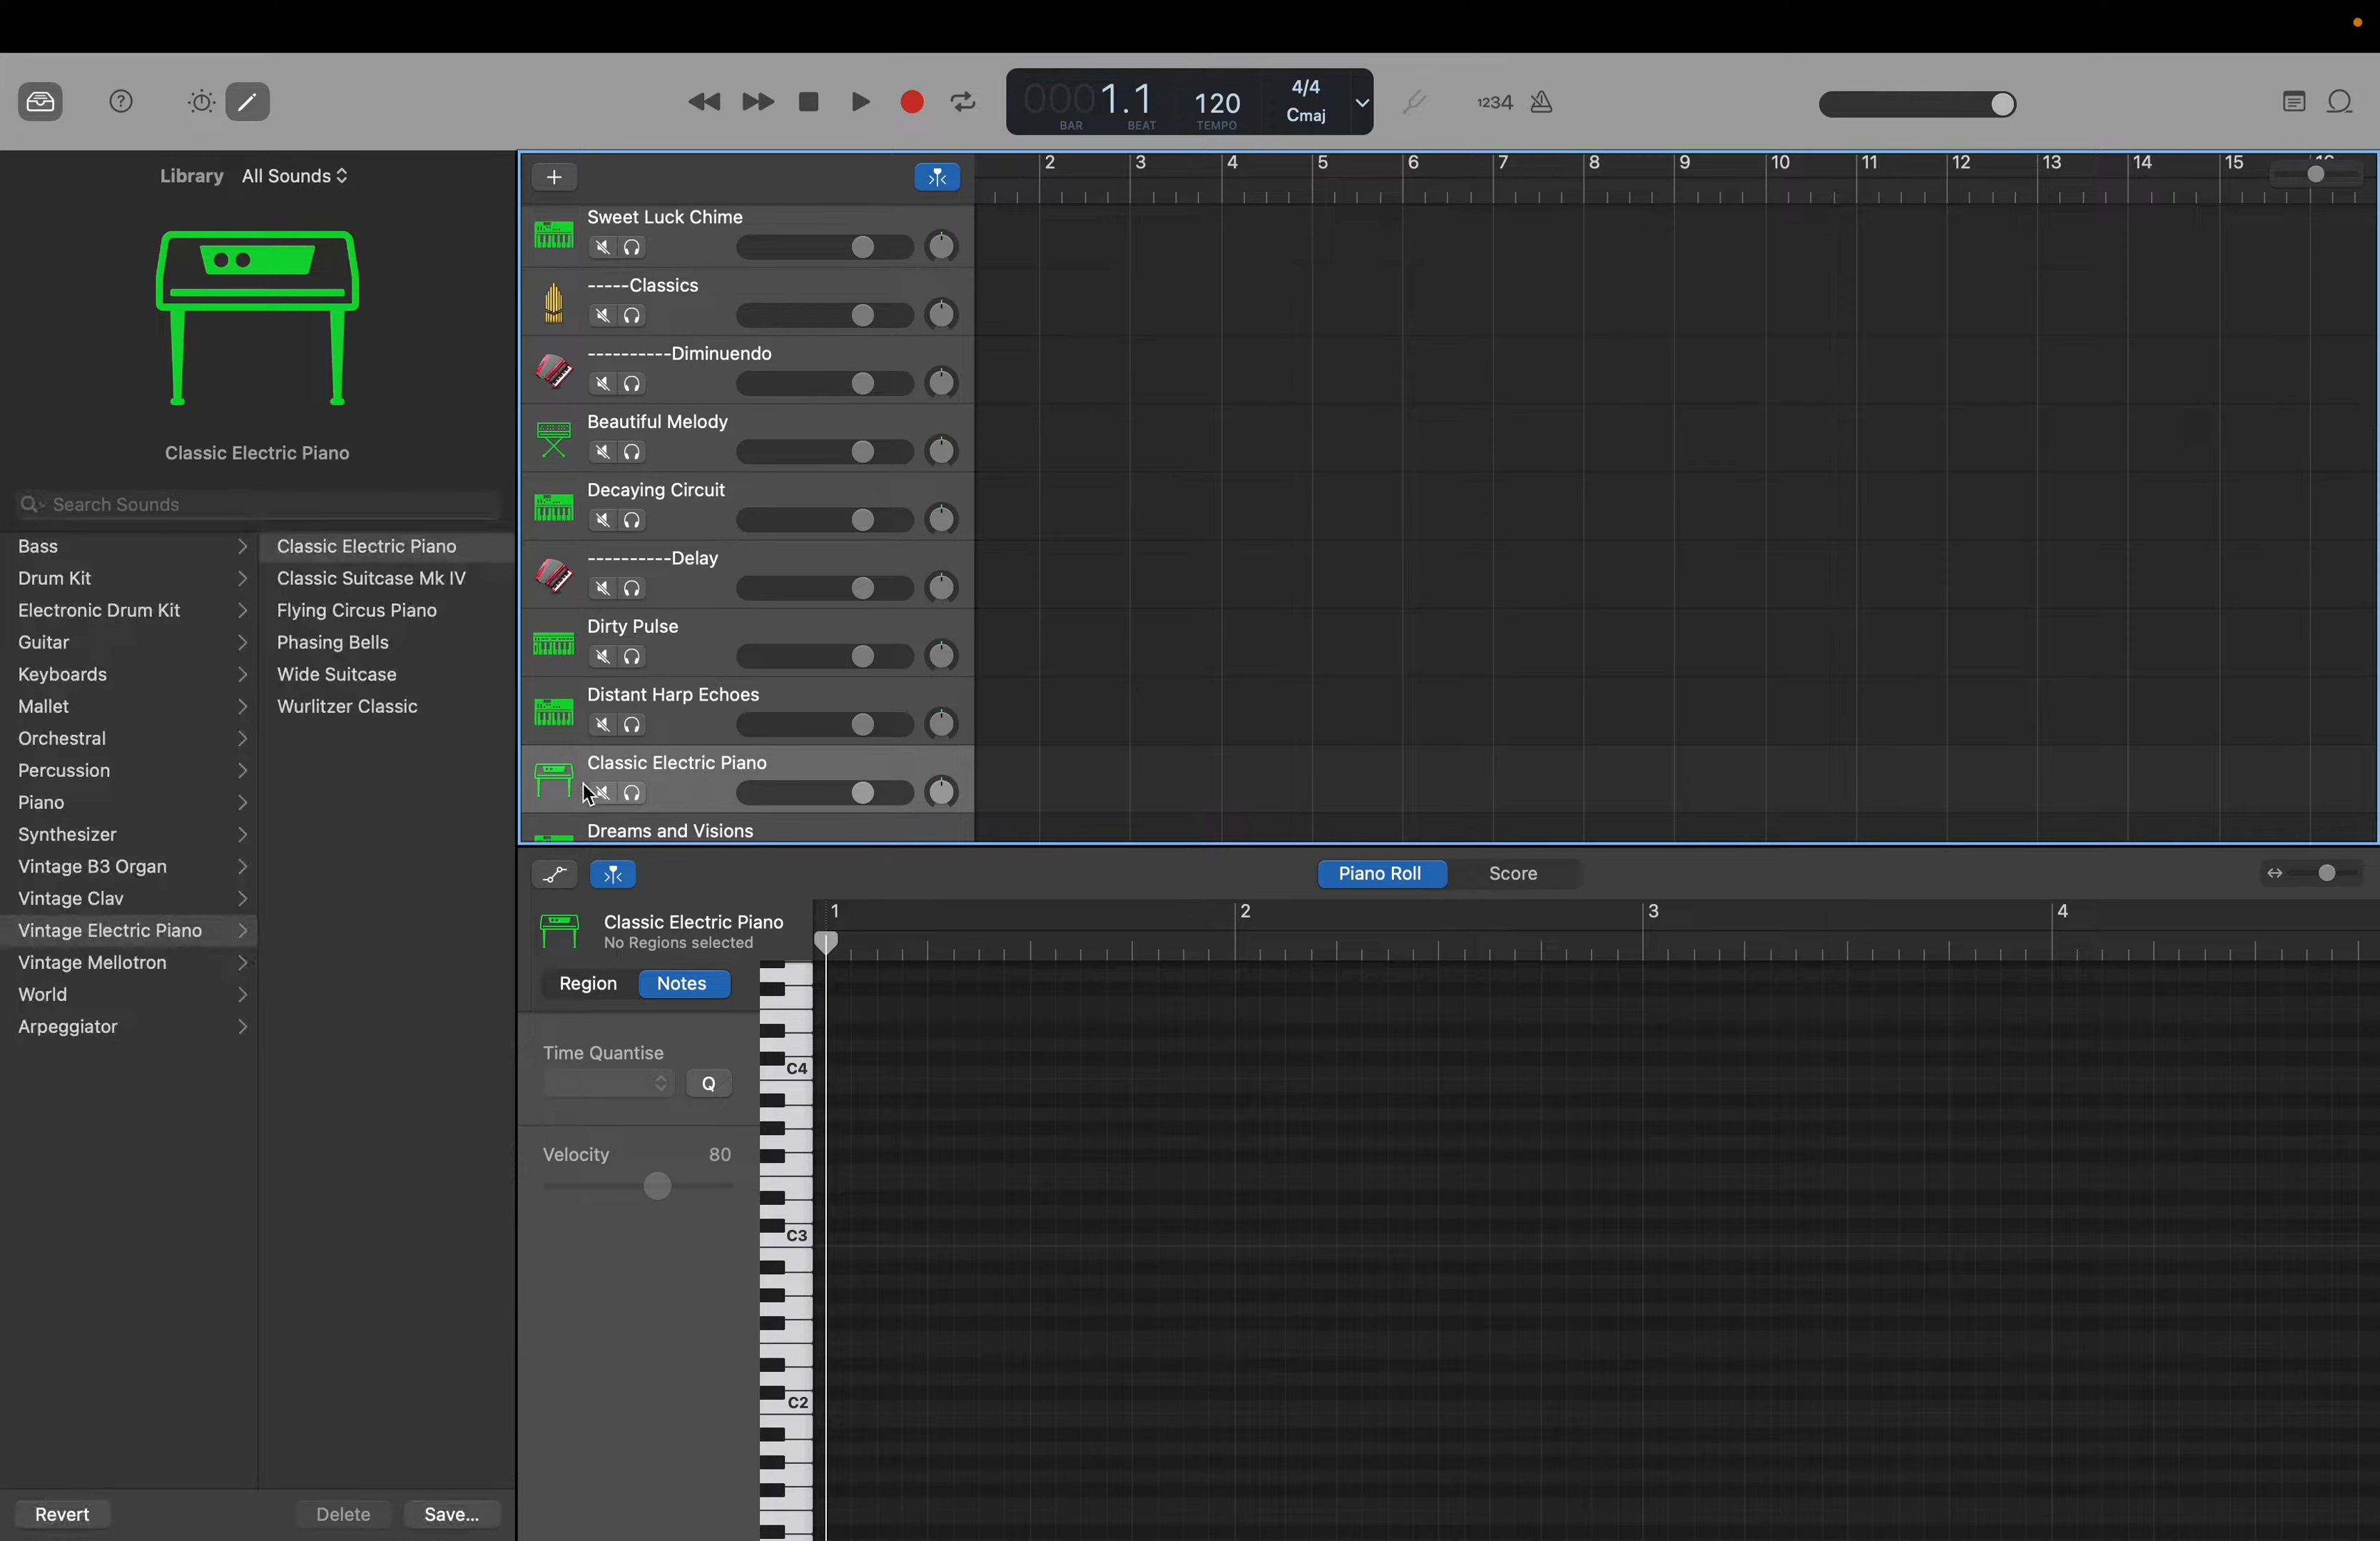 000 1.1 120 4/4
BAR BEAT TEMPO Cmaj
1234
Library All Sounds
Classic Electric Piano
Search Sounds
Bass
Drum Kit
Electronic Drum Kit
Guitar
Keyboards
Mallet
Orchestral
Percussion
Piano
Synthesizer
Vintage B3 Organ
Vintage Clav
Vintage Electric Piano
Vintage Mellotron
World
Arpeggiator
Classic Electric Piano
Classic Suitcase Mk IV
Flying Circus Piano
Phasing Bells
Wide Suitcase
Wurlitzer Classic
Revert Delete Save...
2 3 4 5 6 7 8 9 10 11 12 13 14 15
Sweet Luck Chime
-----Classics
----------Diminuendo
Beautiful Melody
Decaying Circuit
----------Delay
Dirty Pulse
Distant Harp Echoes
Classic Electric Piano
Dreams and Visions
Piano Roll Score
Classic Electric Piano
No Regions selected
1 2 3 4
Region Notes
Time Quantise
Q
Velocity 80
C4
C3
C2